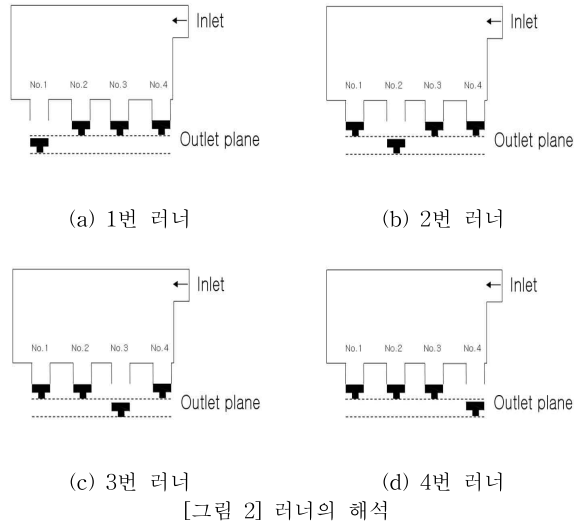 Inlet
No.1 No.2 No.3 No.4
Outlet plane
(a) 1번 러너
Inlet
No.1 No.2 No.3 No.4
Outlet plane
(b) 2번 러너
Inlet
No.1 No.2 No.3 No.4
Outlet plane
(c) 3번 러너
Inlet
No.1 No.2 No.3 No.4
Outlet plane
(d) 4번 러너
[그림 2] 러너의 해석